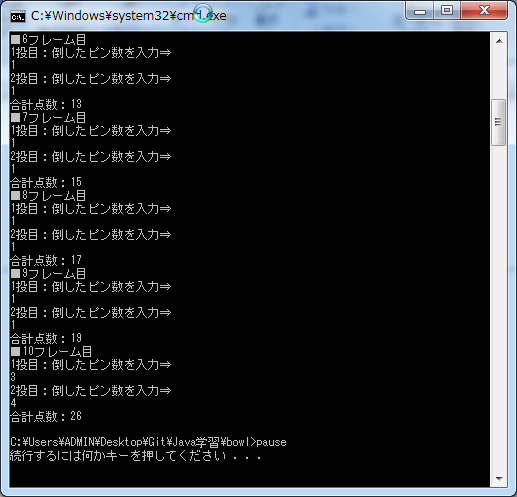 C:¥Windows¥system32¥cmd.exe
■6フレーム目
1投目：倒したピン数を入力⇒
1
2投目：倒したピン数を入力⇒
1
合計点数：13
■7フレーム目
1投目：倒したピン数を入力⇒
1
2投目：倒したピン数を入力⇒
1
合計点数：15
■8フレーム目
1投目：倒したピン数を入力⇒
1
2投目：倒したピン数を入力⇒
1
合計点数：17
■9フレーム目
1投目：倒したピン数を入力⇒
1
2投目：倒したピン数を入力⇒
1
合計点数：19
■10フレーム目
1投目：倒したピン数を入力⇒
3
2投目：倒したピン数を入力⇒
4
合計点数：26
C:¥Users¥ADMIN¥Desktop¥Git¥Java学習¥bowl>pause
続行するには何かキーを押してください . . .